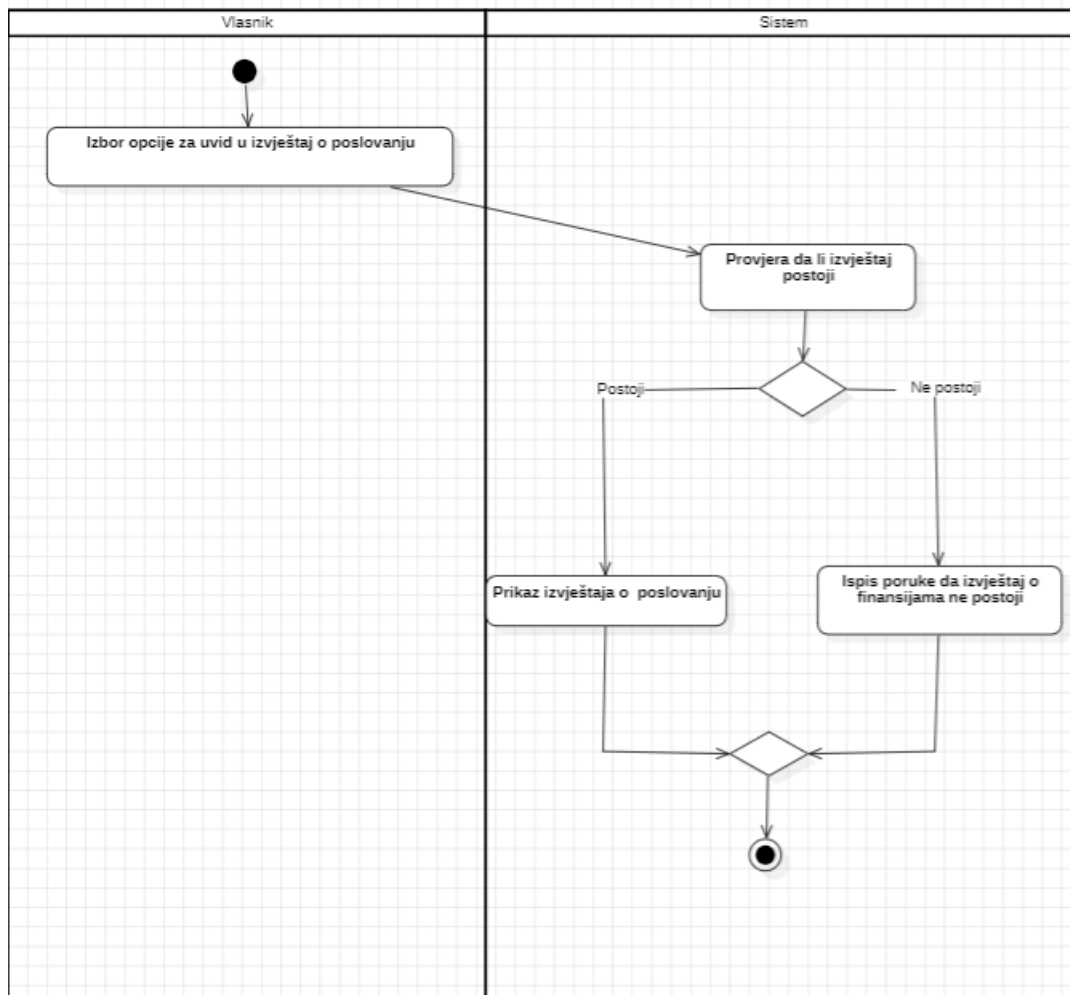 Vlasnik
Sistem
Izbor opcije za uvid u izvještaj o poslovanju
Provjera da li izvještaj
postoji
Postoji
Ne postoji
Prikaz izvještaja o  poslovanju
Ispis poruke da izvještaj o
finansijama ne postoji